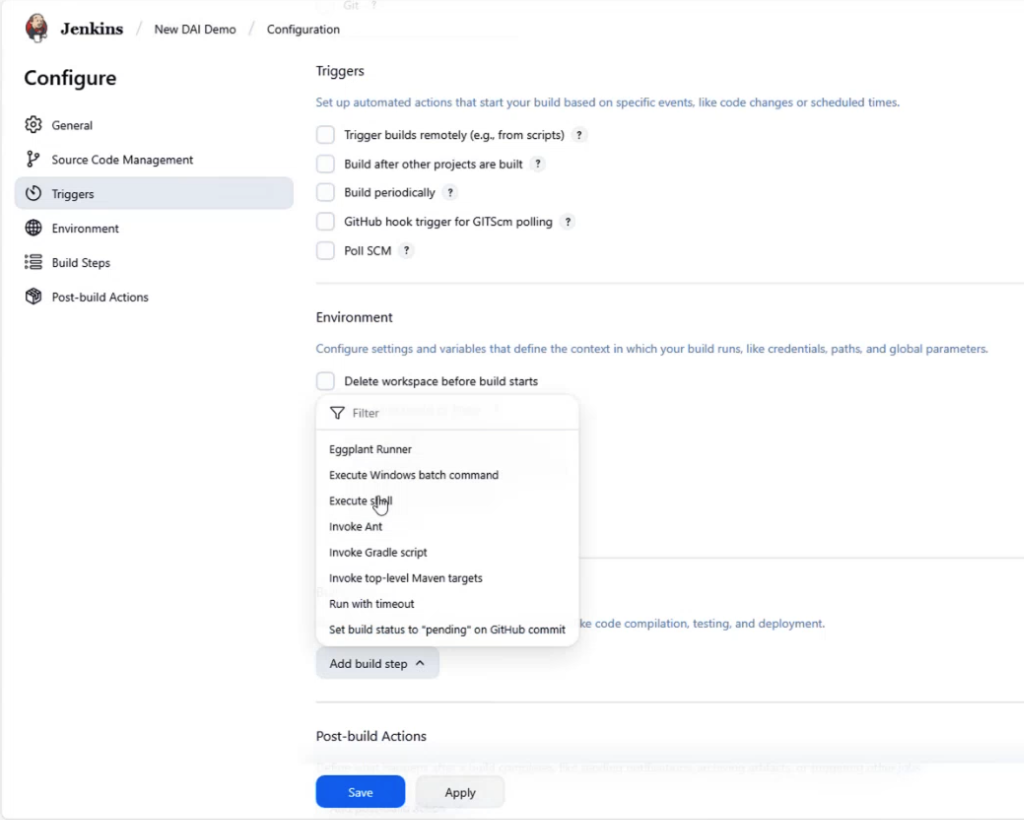 Git ?
Jenkins / New DAI Demo / Configuration
Configure
General
Source Code Management
Triggers
Environment
Build Steps
Post-build Actions
Triggers
Set up automated actions that start your build based on specific events, like code changes or scheduled times.
Trigger builds remotely (e.g., from scripts) ?
Build after other projects are built ?
Build periodically ?
GitHub hook trigger for GITScm polling ?
Poll SCM ?
Environment
Configure settings and variables that define the context in which your build runs, like credentials, paths, and global parameters.
Delete workspace before build starts
Filter
Eggplant Runner
Execute Windows batch command
Execute shell
Invoke Ant
Invoke Gradle script
Invoke top-level Maven targets
Run with timeout
Set build status to "pending" on GitHub commit
ke code compilation, testing, and deployment.
Add build step
Post-build Actions
Save
Apply